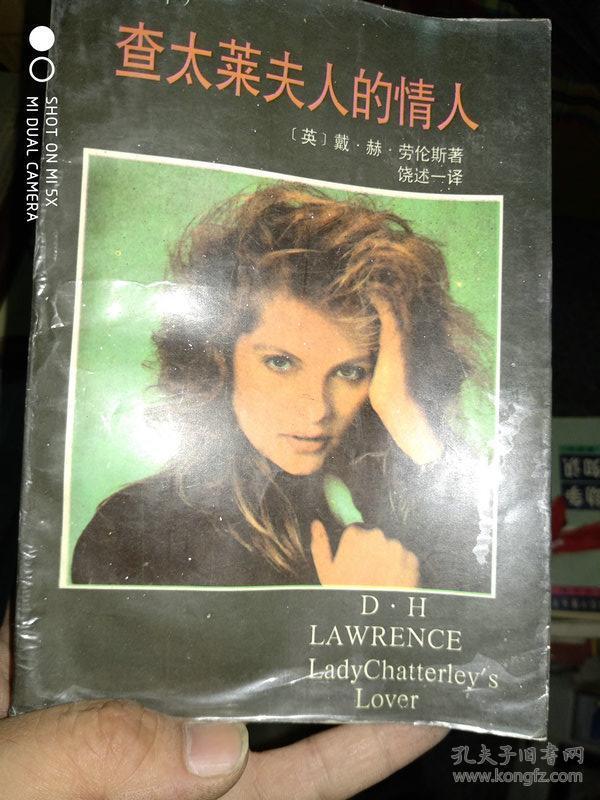 查太莱夫人的情人
〔英〕戴·赫·劳伦斯著
饶述一译
D·H
LAWRENCE
LadyChatterley's
Lover
SHOT ON MI 5X
MI DUAL CAMERA
孔夫子旧书网
www.kongfz.com